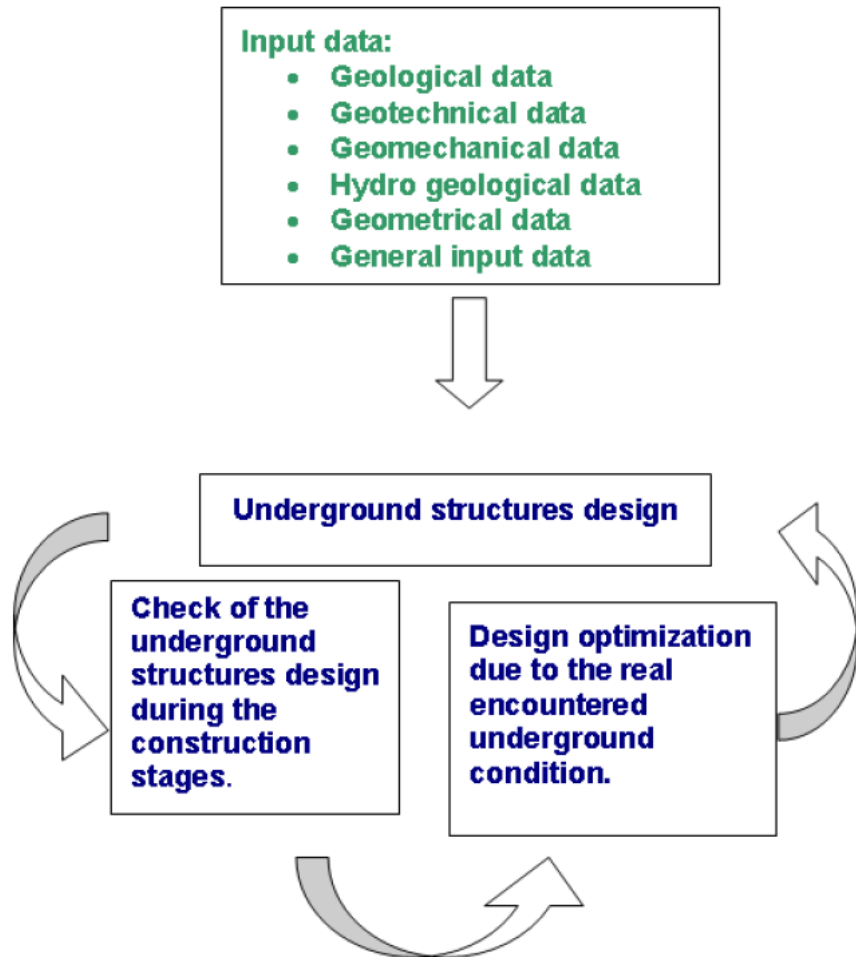 Input data:
• Geological data
• Geotechnical data
• Geomechanical data
• Hydro geological data
• Geometrical data
• General input data
Underground structures design
Check of the
underground
structures design
during the
construction
stages.
Design optimization
due to the real
encountered
underground
condition.